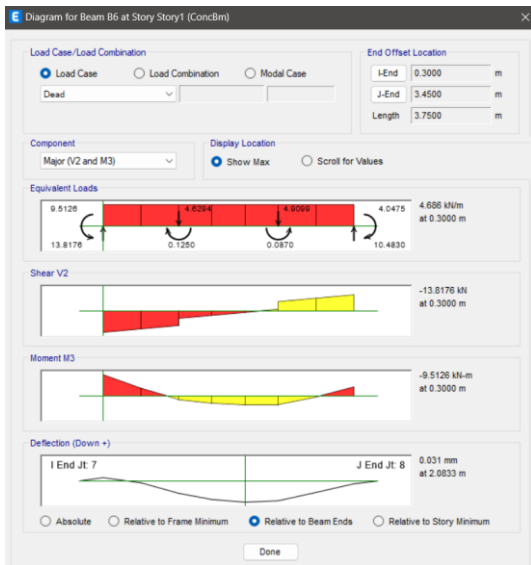 Diagram for Beam B6 at Story Story1 (ConcBm)
Load Case/Load Combination
Load Case Load Combination Modal Case
Dead
End Offset Location
I-End 0.3000 m
J-End 3.4500 m
Length 3.7500 m
Component
Major (V2 and M3)
Display Location
Show Max Scroll for Values
Equivalent Loads
9.5126 4.6294 4.9099 4.0475
13.8176 0.1250 0.0870 10.4830
4.686 kN/m
at 0.3000 m
Shear V2
-13.8176 kN
at 0.3000 m
Moment M3
-9.5126 kN-m
at 0.3000 m
Deflection (Down +)
I End Jt: 7 J End Jt: 8
0.031 mm
at 2.0833 m
Absolute Relative to Frame Minimum Relative to Beam Ends Relative to Story Minimum
Done